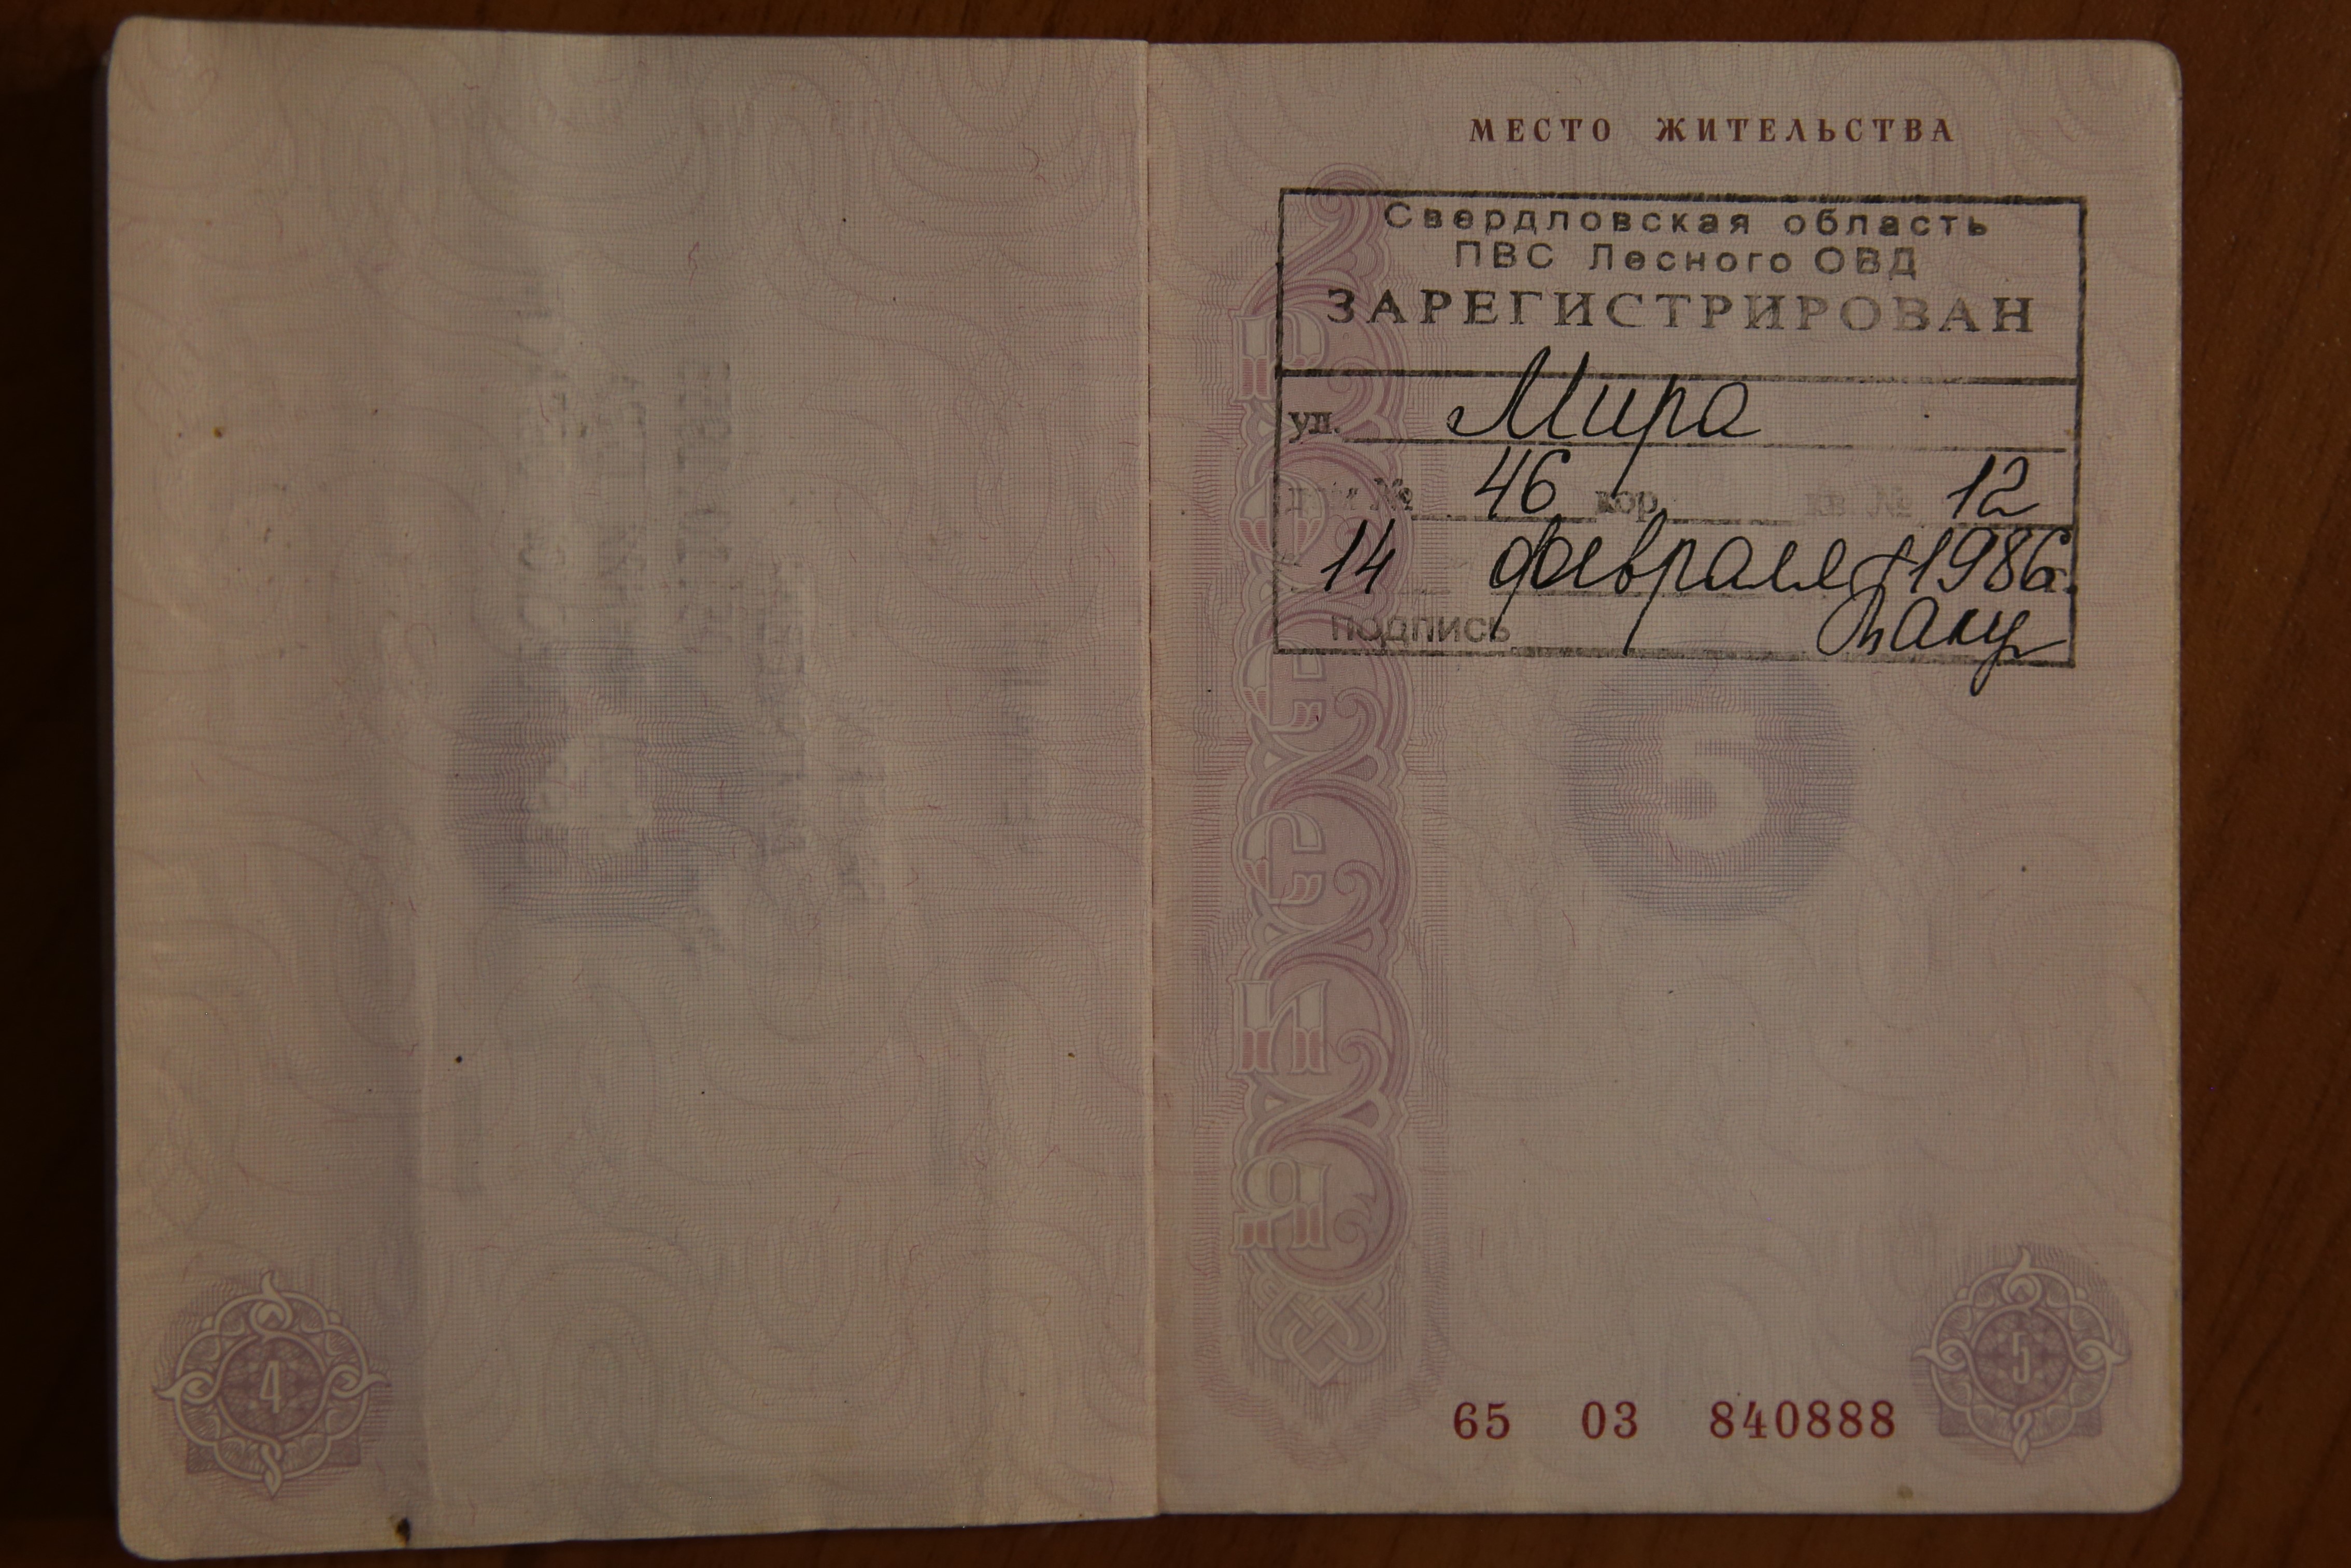 МЕСТО ЖИТЕЛЬСТВА
Свердловская область
ПВС Лесного ОВД
ЗАРЕГИСТРИРОВАН
ул. Мира
дом № 46 кор. кв № 12
14 февраля 1986г.
подпись
РОССИЯ
5
4
5
65 03 840888